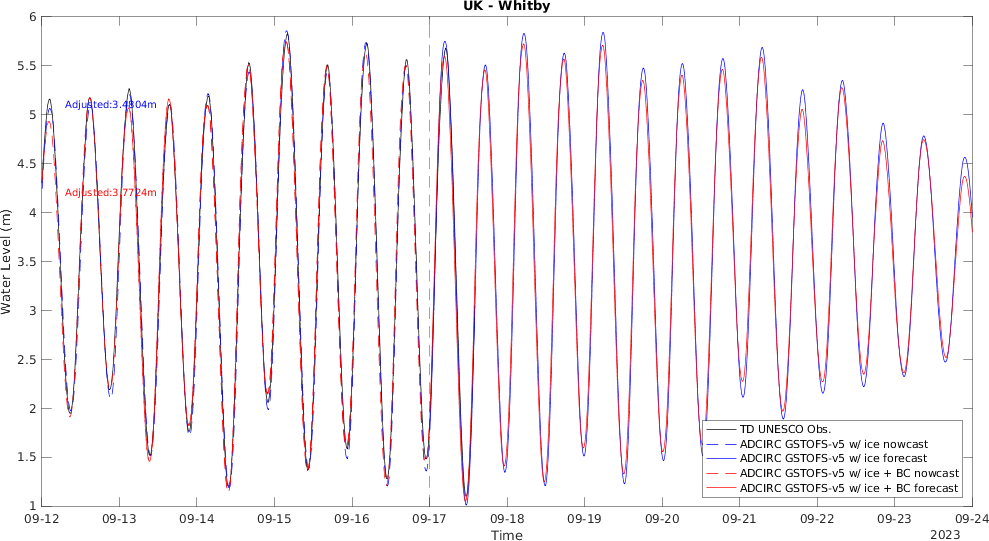 UK - Whitby
6
5.5
5
4.5
4
3.5
3
2.5
2
1.5
1
Water Level (m)
Adjusted:3.4804m
Adjusted:3.7724m
TD UNESCO Obs.
ADCIRC GSTOFS-v5 w/ ice nowcast
ADCIRC GSTOFS-v5 w/ ice forecast
ADCIRC GSTOFS-v5 w/ ice + BC nowcast
ADCIRC GSTOFS-v5 w/ ice + BC forecast
09-12 09-13 09-14 09-15 09-16 09-17 09-18 09-19 09-20 09-21 09-22 09-23 09-24
Time
2023